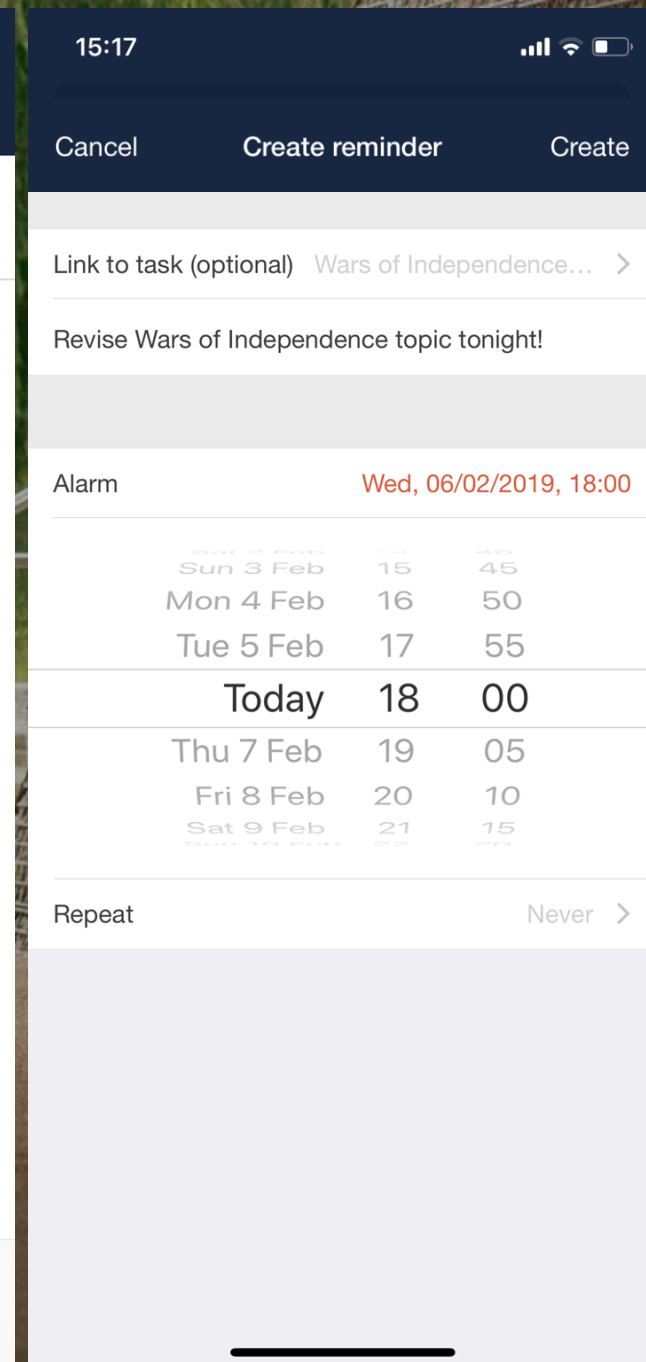 15:17
Cancel Create reminder Create
Link to task (optional) Wars of Independence...
Revise Wars of Independence topic tonight!
Alarm Wed, 06/02/2019, 18:00
Sun 3 Feb 15 45
Mon 4 Feb 16 50
Tue 5 Feb 17 55
Today 18 00
Thu 7 Feb 19 05
Fri 8 Feb 20 10
Sat 9 Feb 21 15
Repeat Never